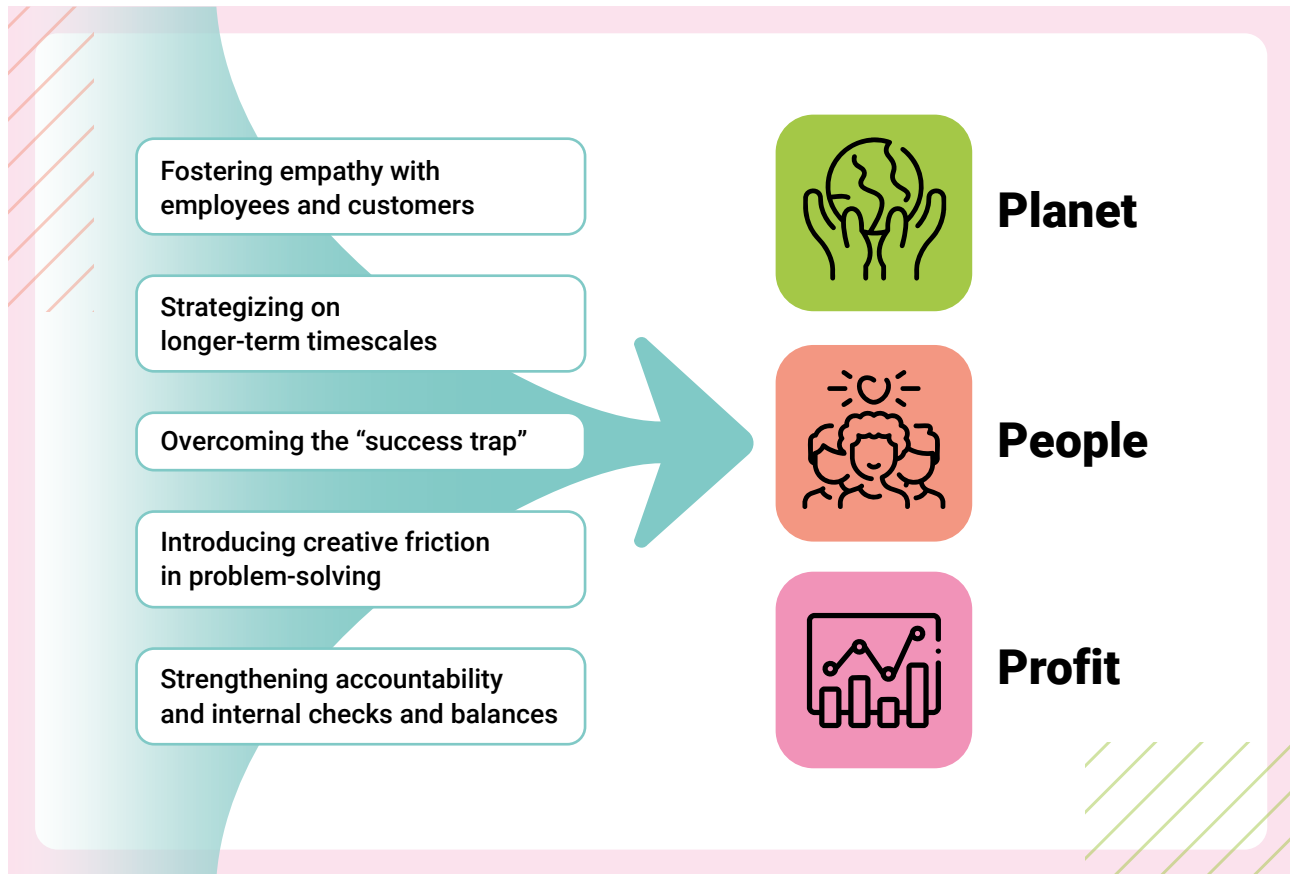 Fostering empathy with
employees and customers
Strategizing on
longer-term timescales
Overcoming the “success trap”
Introducing creative friction
in problem-solving
Strengthening accountability
and internal checks and balances
Planet
People
Profit